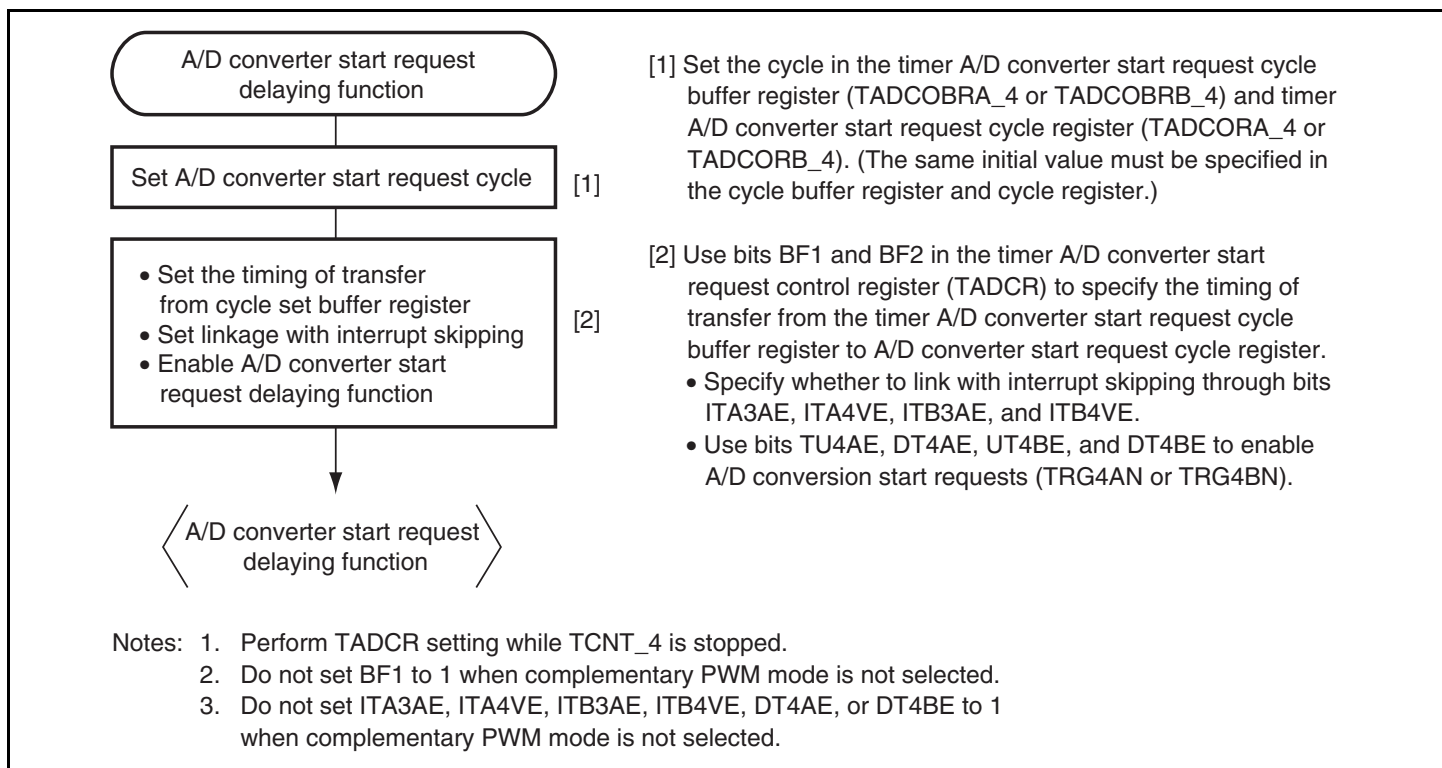 A/D converter start request
delaying function
Set A/D converter start request cycle
[1]
• Set the timing of transfer
from cycle set buffer register
• Set linkage with interrupt skipping
• Enable A/D converter start
request delaying function
[2]
A/D converter start request
delaying function
[1] Set the cycle in the timer A/D converter start request cycle
buffer register (TADCOBRA_4 or TADCOBRB_4) and timer
A/D converter start request cycle register (TADCORA_4 or
TADCORB_4). (The same initial value must be specified in
the cycle buffer register and cycle register.)
[2] Use bits BF1 and BF2 in the timer A/D converter start
request control register (TADCR) to specify the timing of
transfer from the timer A/D converter start request cycle
buffer register to A/D converter start request cycle register.
• Specify whether to link with interrupt skipping through bits
ITA3AE, ITA4VE, ITB3AE, and ITB4VE.
• Use bits TU4AE, DT4AE, UT4BE, and DT4BE to enable
A/D conversion start requests (TRG4AN or TRG4BN).
Notes: 1. Perform TADCR setting while TCNT_4 is stopped.
2. Do not set BF1 to 1 when complementary PWM mode is not selected.
3. Do not set ITA3AE, ITA4VE, ITB3AE, ITB4VE, DT4AE, or DT4BE to 1
when complementary PWM mode is not selected.